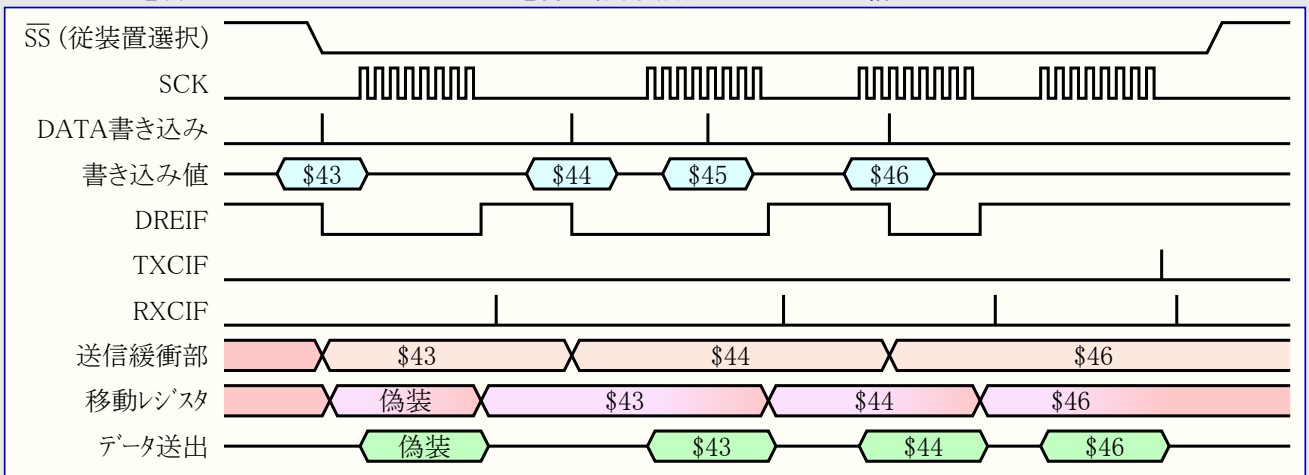 SS (従装置選択)
SCK
DATA書き込み
書き込み値 $43 $44 $45 $46
DREIF
TXCIF
RXCIF
送信緩衝部 $43 $44 $46
移動レジスタ 偽装 $43 $44 $46
データ送出 偽装 $43 $44 $46